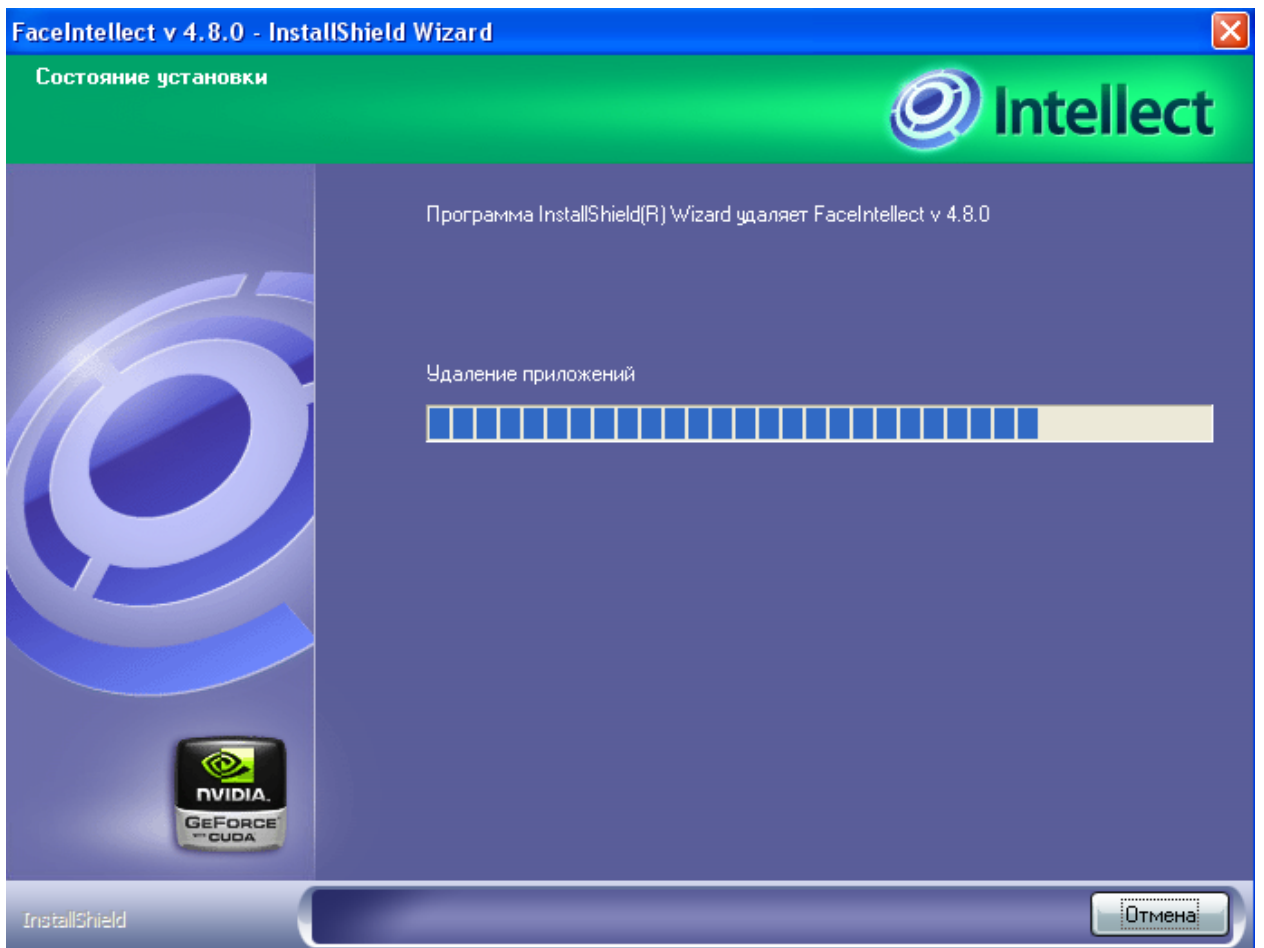 FaceIntellect v 4.8.0 - InstallShield Wizard
Состояние установки
Intellect
Программа InstallShield(R) Wizard удаляет FaceIntellect v 4.8.0
Удаление приложений
NVIDIA.
GEFORCE
WITH CUDA
InstallShield
Отмена